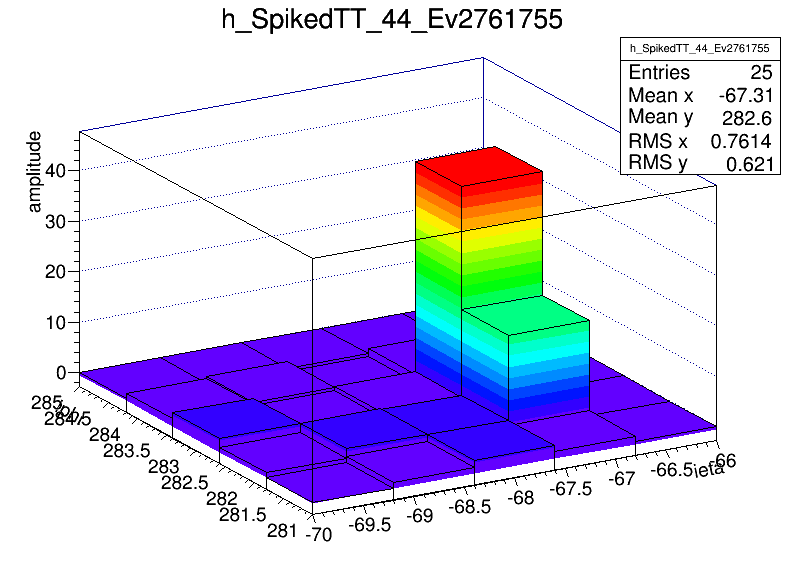 h_SpikedTT_44_Ev2761755
h_SpikedTT_44_Ev2761755
Entries 25
Mean x -67.31
Mean y 282.6
RMS x 0.7614
RMS y 0.621
amplitude
40
30
20
10
0
285
284.5
284
283.5
283
282.5
282
281.5
281
-70
-69.5
-69
-68.5
-68
-67.5
-67
-66.5
-66
ieta